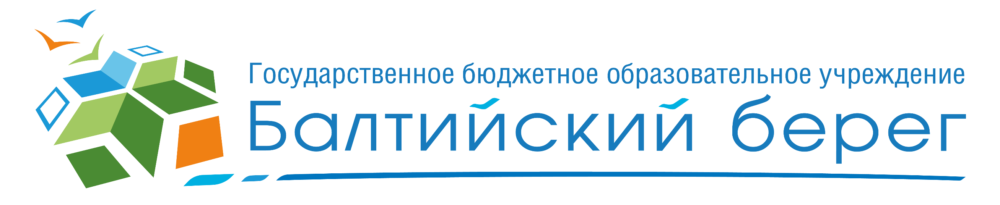 Государственное бюджетное образовательное учреждение
Балтийский берег